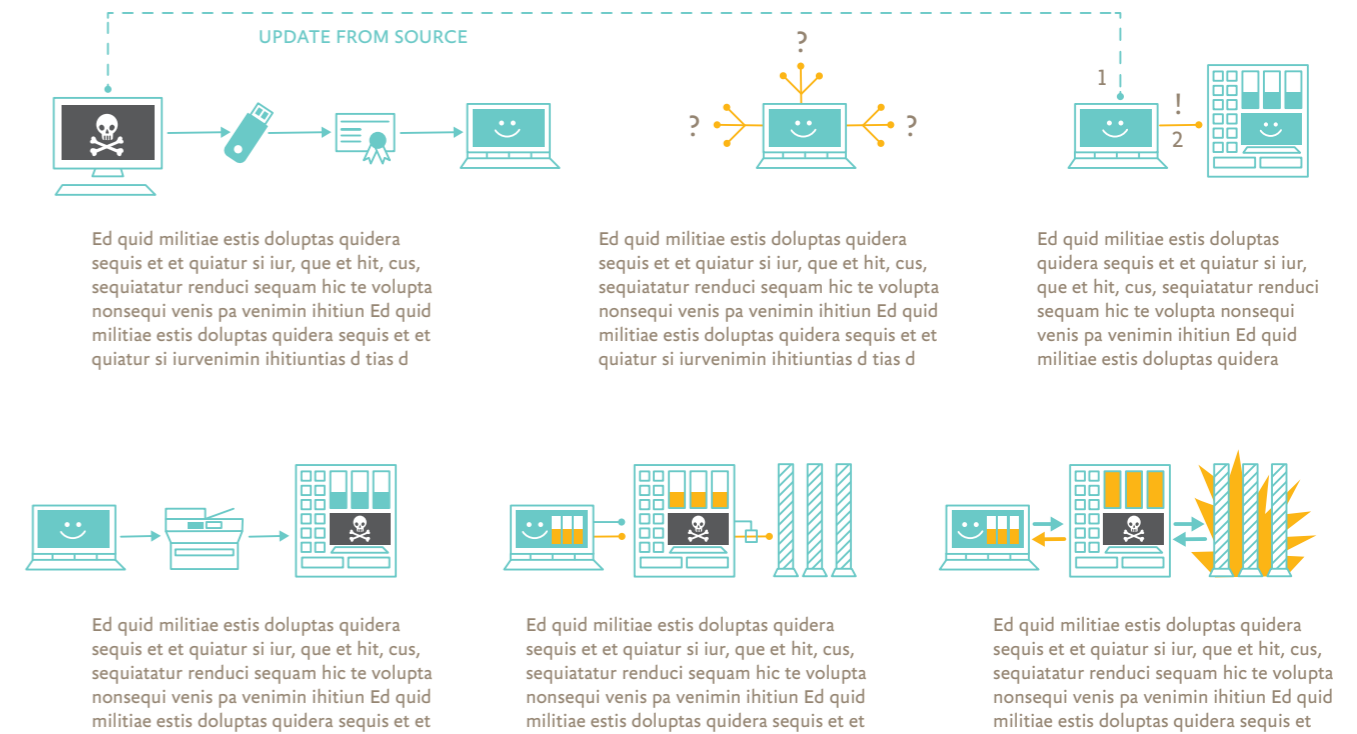 UPDATE FROM SOURCE
?
?
?
1
!
2
Ed quid militiae estis doluptas quidera
sequis et et quiatur si iur, que et hit, cus,
sequiatatur renduci sequam hic te volupta
nonsequi venis pa venimin ihitiun Ed quid
militiae estis doluptas quidera sequis et et
quiatur si iurvenimin ihitiuntias d tias d
Ed quid militiae estis doluptas quidera
sequis et et quiatur si iur, que et hit, cus,
sequiatatur renduci sequam hic te volupta
nonsequi venis pa venimin ihitiun Ed quid
militiae estis doluptas quidera sequis et et
quiatur si iurvenimin ihitiuntias d tias d
Ed quid militiae estis doluptas
quidera sequis et et quiatur si iur,
que et hit, cus, sequiatatur renduci
sequam hic te volupta nonsequi
venis pa venimin ihitiun Ed quid
militiae estis doluptas quidera
Ed quid militiae estis doluptas quidera
sequis et et quiatur si iur, que et hit, cus,
sequiatatur renduci sequam hic te volupta
nonsequi venis pa venimin ihitiun Ed quid
militiae estis doluptas quidera sequis et et
Ed quid militiae estis doluptas quidera
sequis et et quiatur si iur, que et hit, cus,
sequiatatur renduci sequam hic te volupta
nonsequi venis pa venimin ihitiun Ed quid
militiae estis doluptas quidera sequis et et
Ed quid militiae estis doluptas quidera
sequis et et quiatur si iur, que et hit, cus,
sequiatatur renduci sequam hic te volupta
nonsequi venis pa venimin ihitiun Ed quid
militiae estis doluptas quidera sequis et